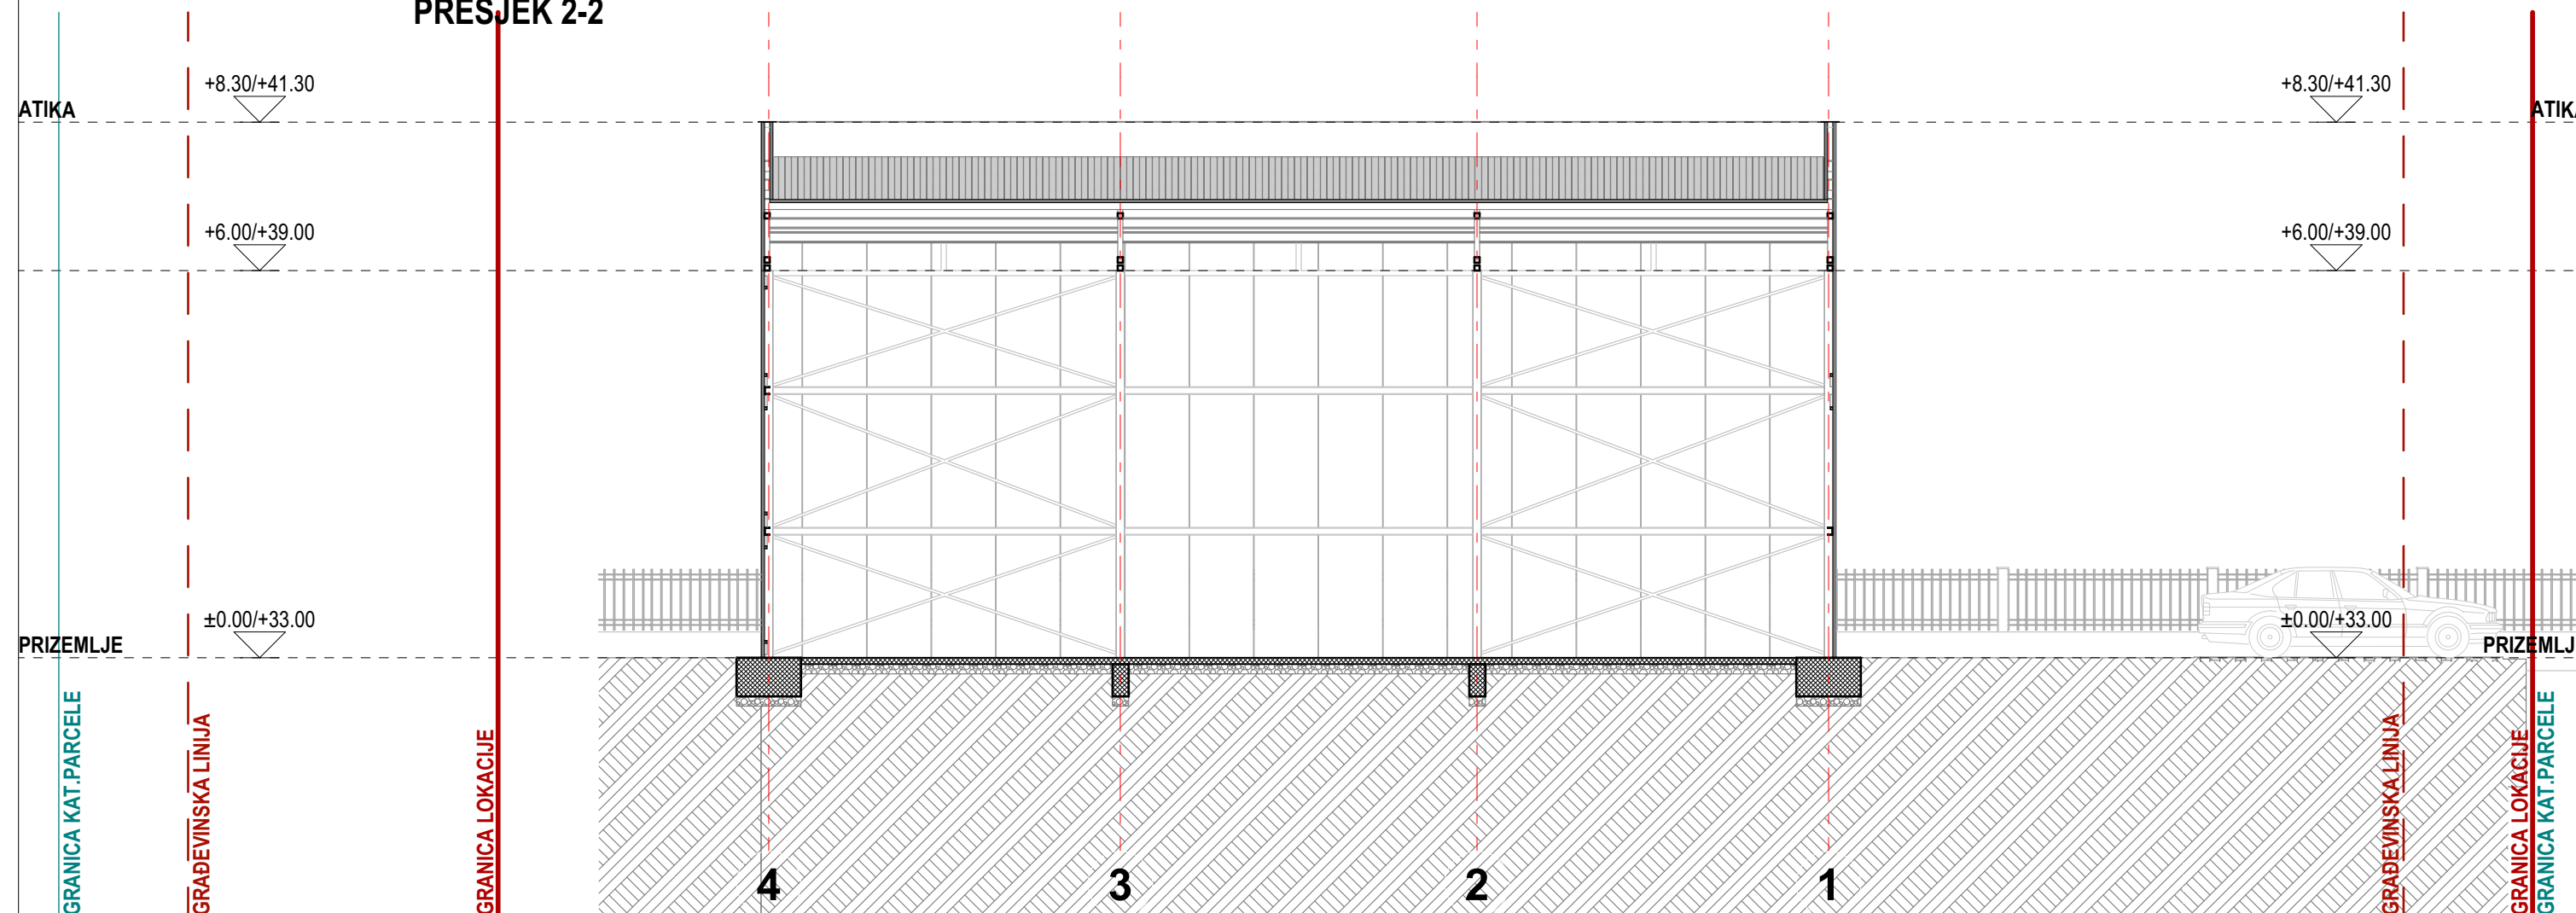 PRESJEK 2-2
+8.30/+41.30
+8.30/+41.30
ATIKA
ATIKA
+6.00/+39.00
+6.00/+39.00
±0.00/+33.00
±0.00/+33.00
PRIZEMLJE
PRIZEMLJ
GRANICA KAT.PARCELE
GRAĐEVINSKA LINIJA
GRANICA LOKACIJE
4
3
2
1
GRAĐEVINSKA LINIJA
GRANICA LOKACIJE
GRANICA KAT.PARCELE